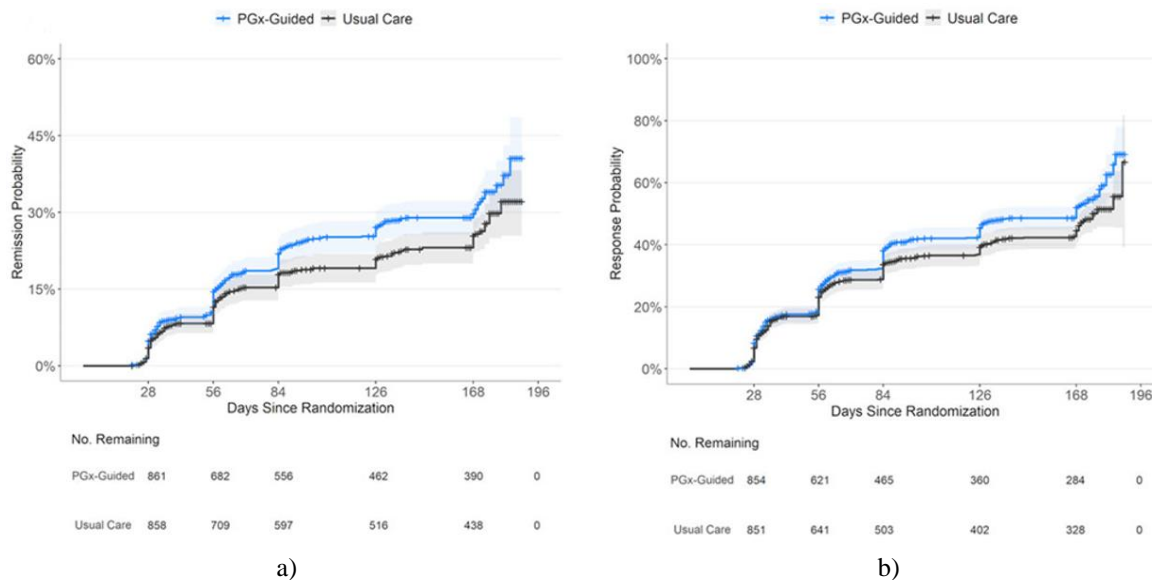 PGx-Guided Usual Care
60%
45%
30%
15%
0%
Remission Probability
28 56 84 126 168 196
Days Since Randomization
No. Remaining
PGx-Guided 861 682 556 462 390 0
Usual Care 858 709 597 516 438 0
a)
PGx-Guided Usual Care
100%
80%
60%
40%
20%
0%
Response Probability
28 56 84 126 168 196
Days Since Randomization
No. Remaining
PGx-Guided 854 621 465 360 284 0
Usual Care 851 641 503 402 328 0
b)